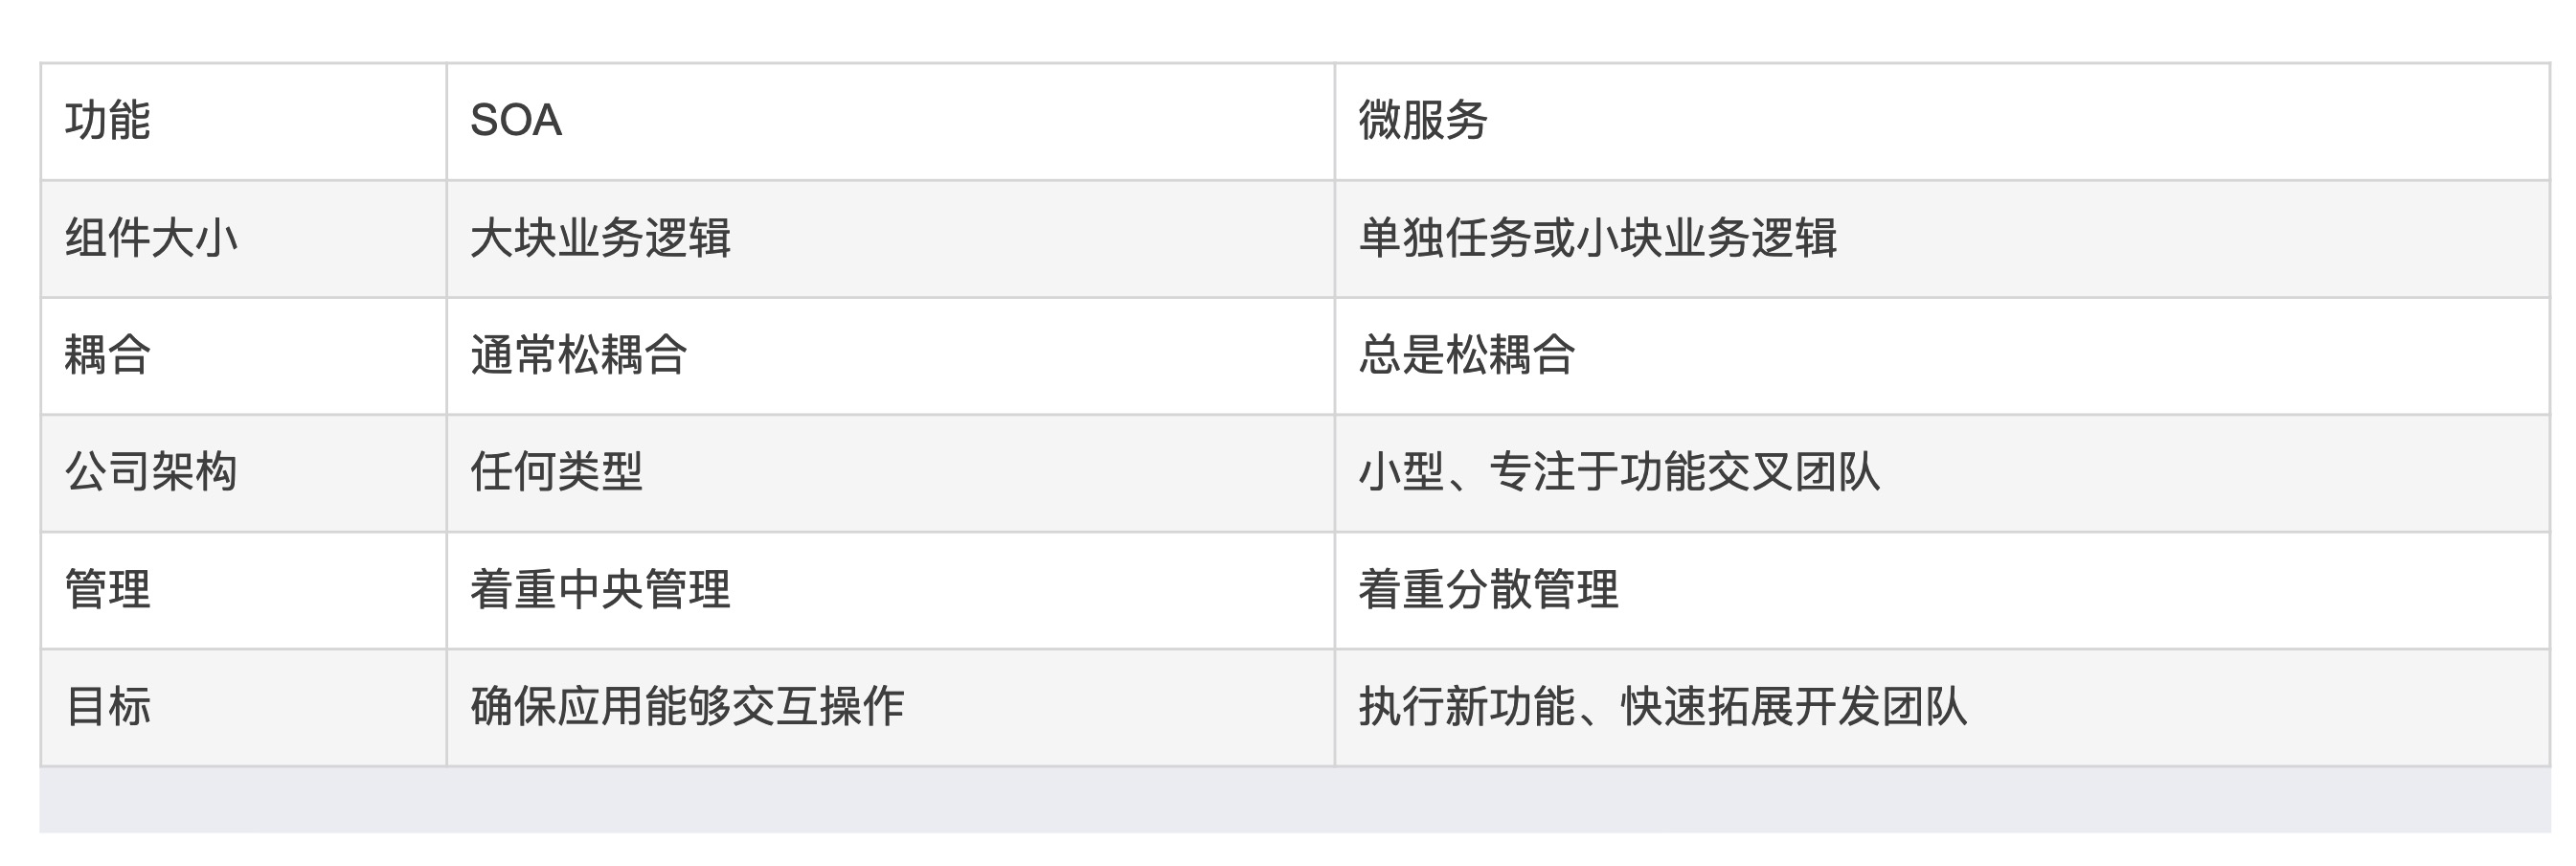 功能 SOA 微服务
组件大小 大块业务逻辑 单独任务或小块业务逻辑
耦合 通常松耦合 总是松耦合
公司架构 任何类型 小型、专注于功能交叉团队
管理 着重中央管理 着重分散管理
目标 确保应用能够交互操作 执行新功能、快速拓展开发团队